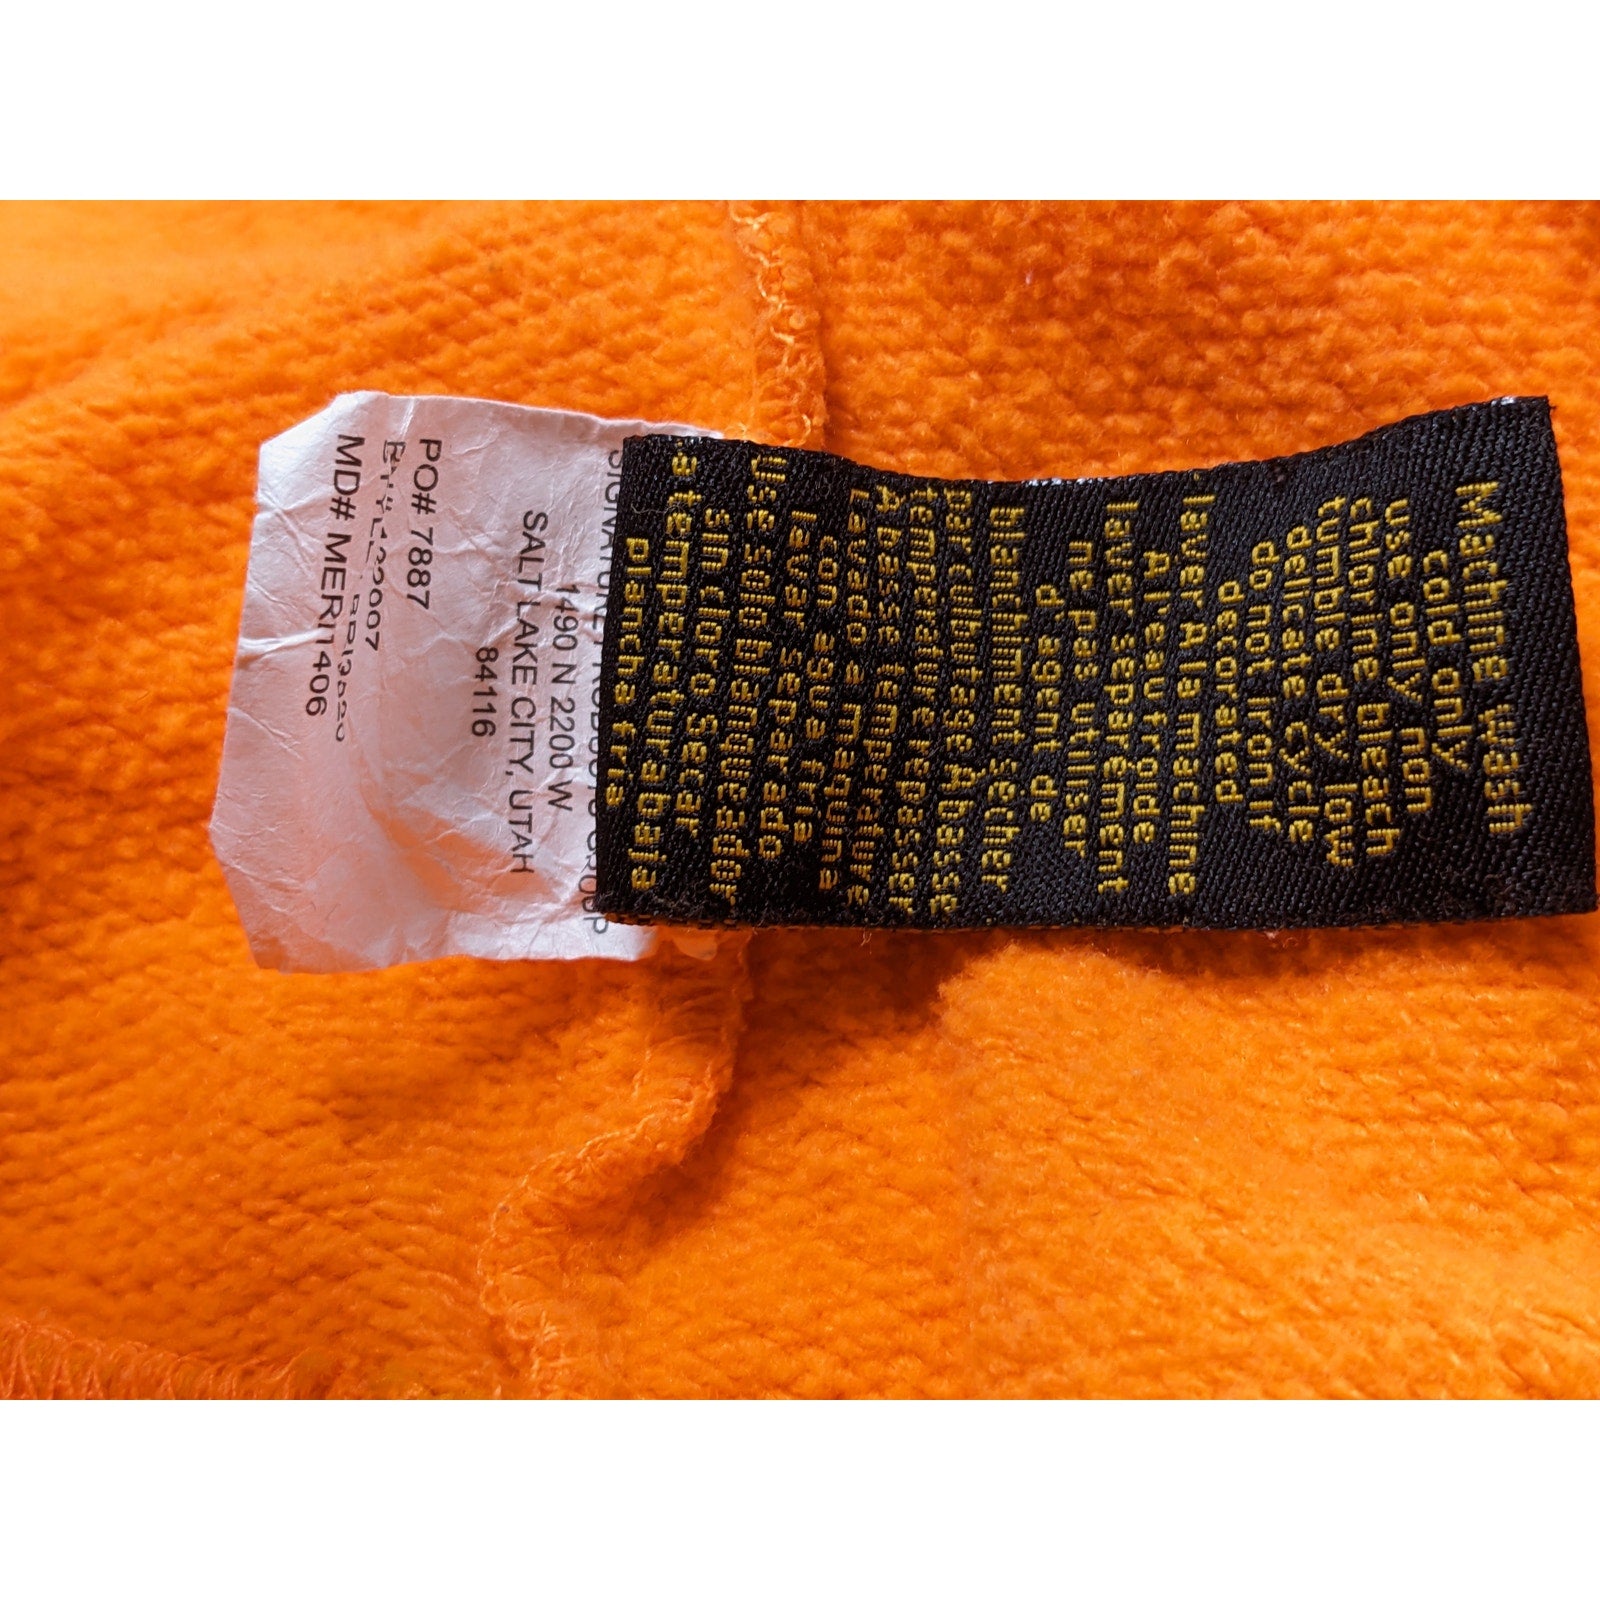 Machine wash
cold only
use only non
chlorine bleach
tumble dry low
delicate cycle
do not iron if
decorated
laver A la machine
A l'eau froide
laver séparément
ne pas utiliser
d'agent de
blanchiment sécher
par culbutage A basse
température repasser
A basse température
Lavado a máquina
con agua fría
lavar separado
Use solo blanqueador
sin cloro Secar
a temperatura baja
plancha fría
1490 N 2200 W
SALT LAKE CITY, UTAH
84116
PO# 7887
MD# MERI1406